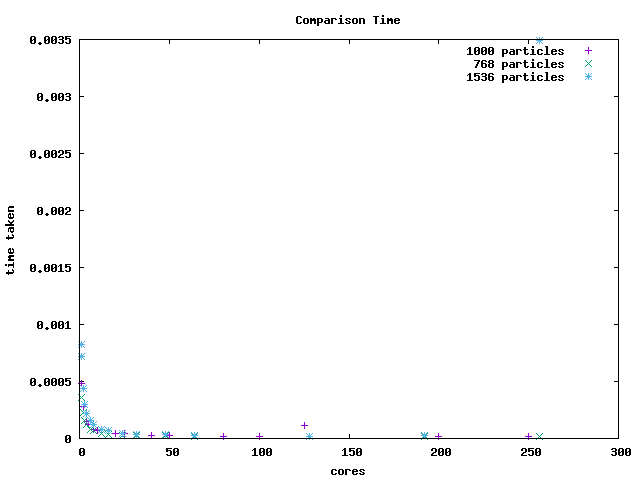 Comparison Time
1000 particles
768 particles
1536 particles
0.0035
0.003
0.0025
0.002
0.0015
0.001
0.0005
0
time taken
0 50 100 150 200 250 300
cores